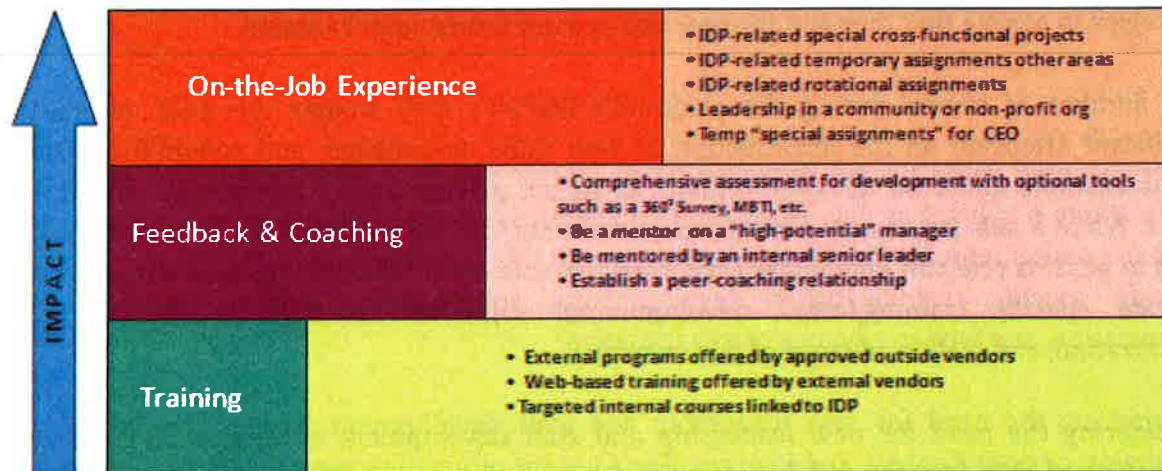 IMPACT
On-the-Job Experience
• IDP-related special cross-functional projects
• IDP-related temporary assignments other areas
• IDP-related rotational assignments
• Leadership in a community or non-profit org
• Temp "special assignments" for CEO
Feedback & Coaching
• Comprehensive assessment for development with optional tools
such as a 360° Survey, MBTI, etc.
• Be a mentor on a "high-potential" manager
• Be mentored by an internal senior leader
• Establish a peer-coaching relationship
Training
• External programs offered by approved outside vendors
• Web-based training offered by external vendors
• Targeted internal courses linked to IDP